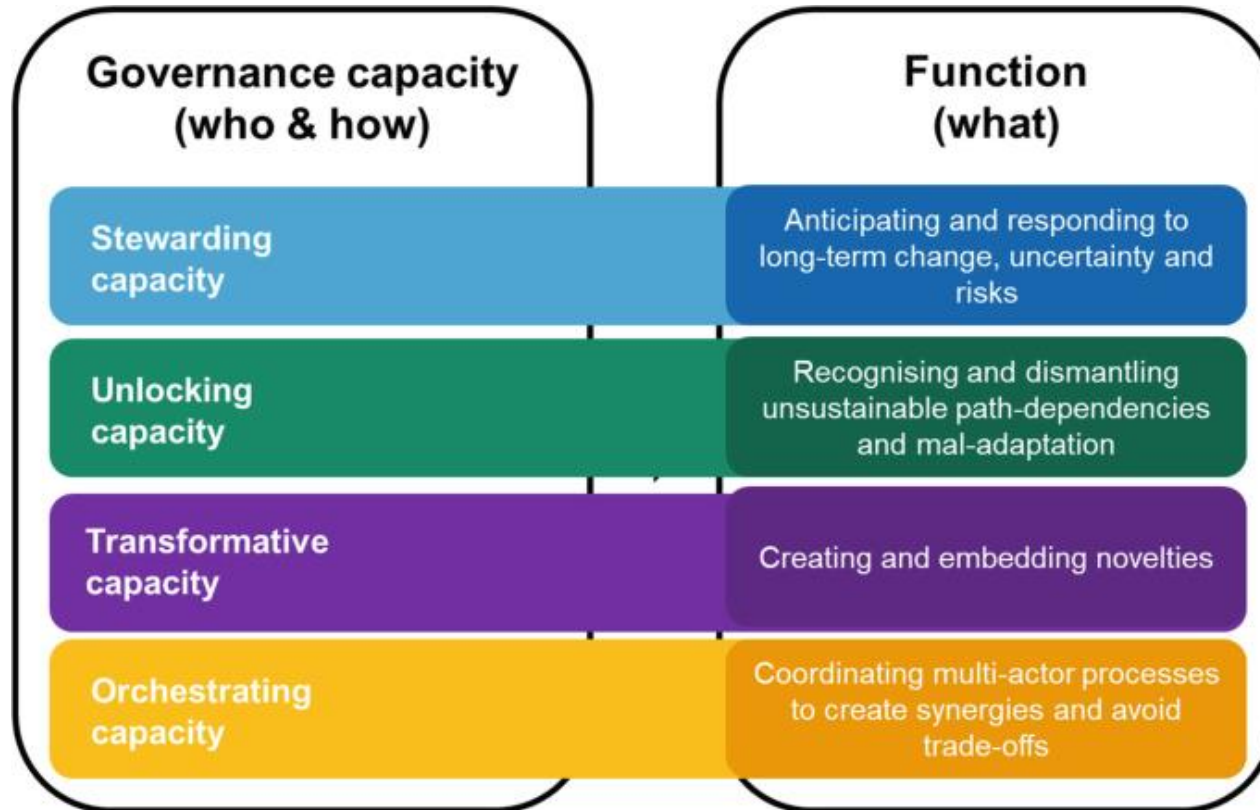 Governance capacity
(who & how)
Function
(what)
Stewarding
capacity
Anticipating and responding to
long-term change, uncertainty and
risks
Unlocking
capacity
Recognising and dismantling
unsustainable path-dependencies
and mal-adaptation
Transformative
capacity
Creating and embedding novelties
Orchestrating
capacity
Coordinating multi-actor processes
to create synergies and avoid
trade-offs